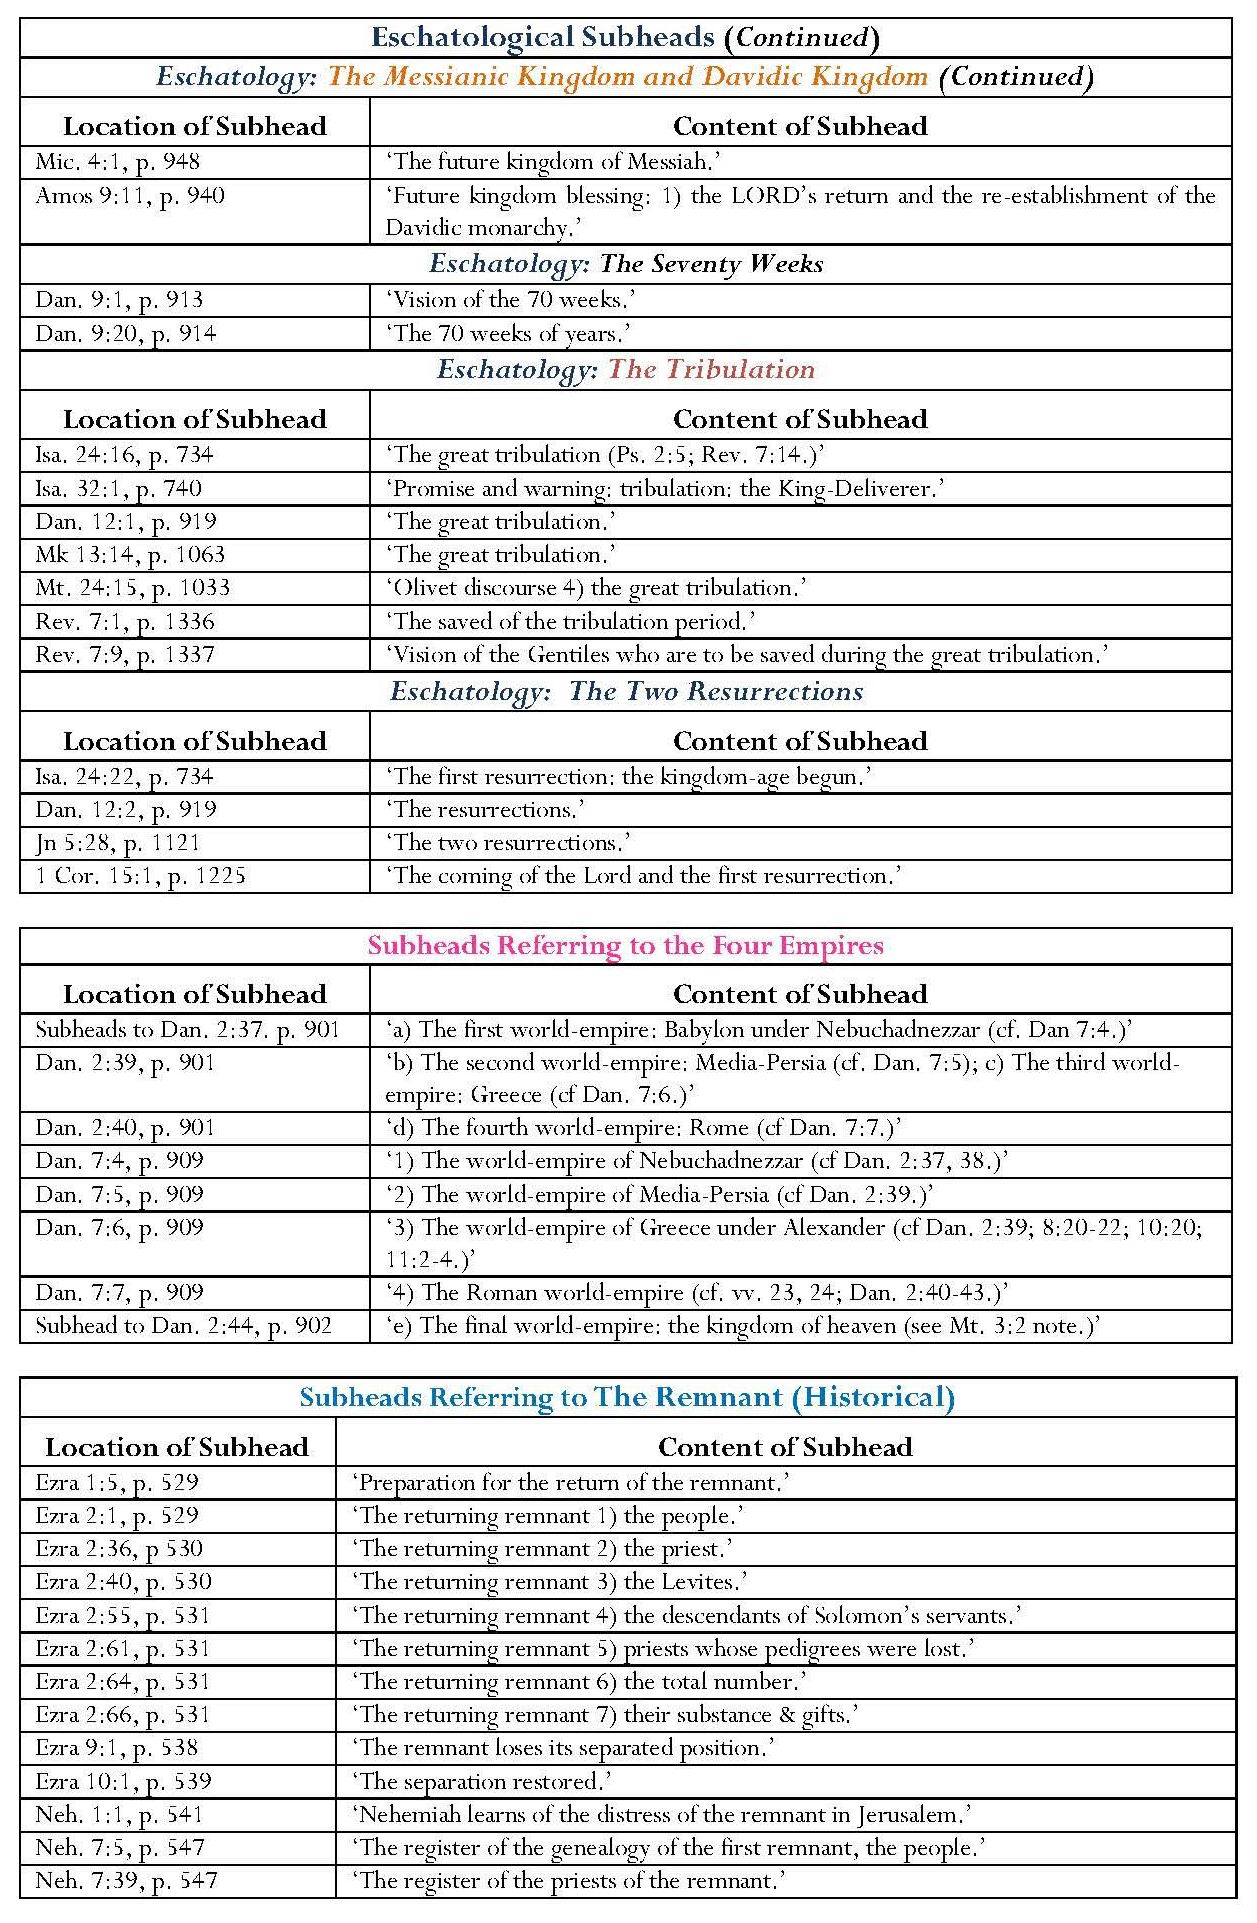 Eschatological Subheads (Continued)
Eschatology: The Messianic Kingdom and Davidic Kingdom (Continued)
Location of Subhead Content of Subhead
Mic. 4:1, p. 948 ‘The future kingdom of Messiah.’
Amos 9:11, p. 940 ‘Future kingdom blessing: 1) the LORD’s return and the re-establishment of the
Davidic monarchy.’
Eschatology: The Seventy Weeks
Dan. 9:1, p. 913 ‘Vision of the 70 weeks.’
Dan. 9:20, p. 914 ‘The 70 weeks of years.’
Eschatology: The Tribulation
Location of Subhead Content of Subhead
Isa. 24:16, p. 734 ‘The great tribulation (Ps. 2:5; Rev. 7:14.)’
Isa. 32:1, p. 740 ‘Promise and warning: tribulation: the King-Deliverer.’
Dan. 12:1, p. 919 ‘The great tribulation.’
Mk 13:14, p. 1063 ‘The great tribulation.’
Mt. 24:15, p. 1033 ‘Olivet discourse 4) the great tribulation.’
Rev. 7:1, p. 1336 ‘The saved of the tribulation period.’
Rev. 7:9, p. 1337 ‘Vision of the Gentiles who are to be saved during the great tribulation.’
Eschatology: The Two Resurrections
Location of Subhead Content of Subhead
Isa. 24:22, p. 734 ‘The first resurrection: the kingdom-age begun.’
Dan. 12:2, p. 919 ‘The resurrections.’
Jn 5:28, p. 1121 ‘The two resurrections.’
1 Cor. 15:1, p. 1225 ‘The coming of the Lord and the first resurrection.’
Subheads Referring to the Four Empires
Location of Subhead Content of Subhead
Subheads to Dan. 2:37. p. 901 ‘a) The first world-empire: Babylon under Nebuchadnezzar (cf. Dan 7:4.)’
Dan. 2:39, p. 901 ‘b) The second world-empire: Media-Persia (cf. Dan. 7:5); c) The third world-
empire: Greece (cf Dan. 7:6.)’
Dan. 2:40, p. 901 ‘d) The fourth world-empire: Rome (cf Dan. 7:7.)’
Dan. 7:4, p. 909 ‘1) The world-empire of Nebuchadnezzar (cf Dan. 2:37, 38.)’
Dan. 7:5, p. 909 ‘2) The world-empire of Media-Persia (cf Dan. 2:39.)’
Dan. 7:6, p. 909 ‘3) The world-empire of Greece under Alexander (cf Dan. 2:39; 8:20-22; 10:20;
11:2-4.)’
Dan. 7:7, p. 909 ‘4) The Roman world-empire (cf. vv. 23, 24; Dan. 2:40-43.)’
Subhead to Dan. 2:44, p. 902 ‘e) The final world-empire: the kingdom of heaven (see Mt. 3:2 note.)’
Subheads Referring to The Remnant (Historical)
Location of Subhead Content of Subhead
Ezra 1:5, p. 529 ‘Preparation for the return of the remnant.’
Ezra 2:1, p. 529 ‘The returning remnant 1) the people.’
Ezra 2:36, p 530 ‘The returning remnant 2) the priest.’
Ezra 2:40, p. 530 ‘The returning remnant 3) the Levites.’
Ezra 2:55, p. 531 ‘The returning remnant 4) the descendants of Solomon’s servants.’
Ezra 2:61, p. 531 ‘The returning remnant 5) priests whose pedigrees were lost.’
Ezra 2:64, p. 531 ‘The returning remnant 6) the total number.’
Ezra 2:66, p. 531 ‘The returning remnant 7) their substance & gifts.’
Ezra 9:1, p. 538 ‘The remnant loses its separated position.’
Ezra 10:1, p. 539 ‘The separation restored.’
Neh. 1:1, p. 541 ‘Nehemiah learns of the distress of the remnant in Jerusalem.’
Neh. 7:5, p. 547 ‘The register of the genealogy of the first remnant, the people.’
Neh. 7:39, p. 547 ‘The register of the priests of the remnant.’